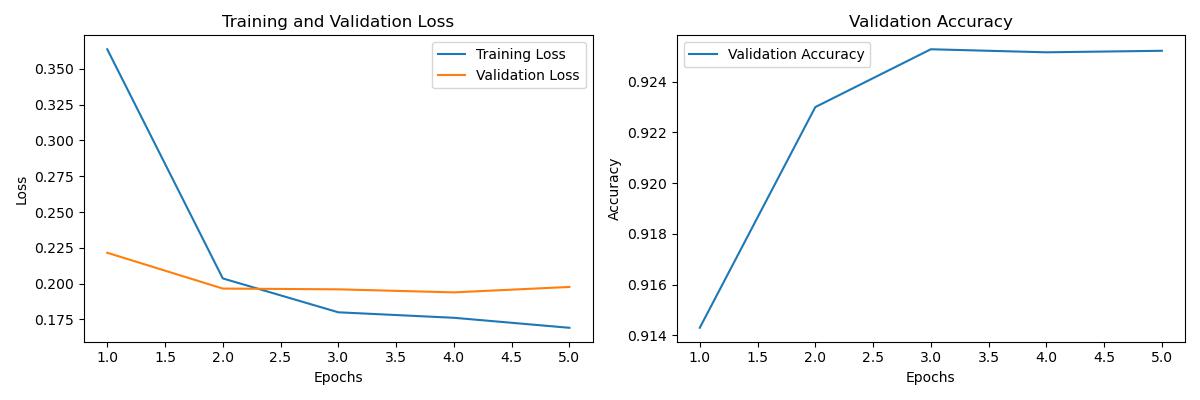 Training and Validation Loss
Training Loss
Validation Loss
0.350
0.325
0.300
0.275
0.250
0.225
0.200
0.175
Loss
1.0 1.5 2.0 2.5 3.0 3.5 4.0 4.5 5.0
Epochs
Validation Accuracy
Validation Accuracy
0.924
0.922
0.920
0.918
0.916
0.914
Accuracy
1.0 1.5 2.0 2.5 3.0 3.5 4.0 4.5 5.0
Epochs